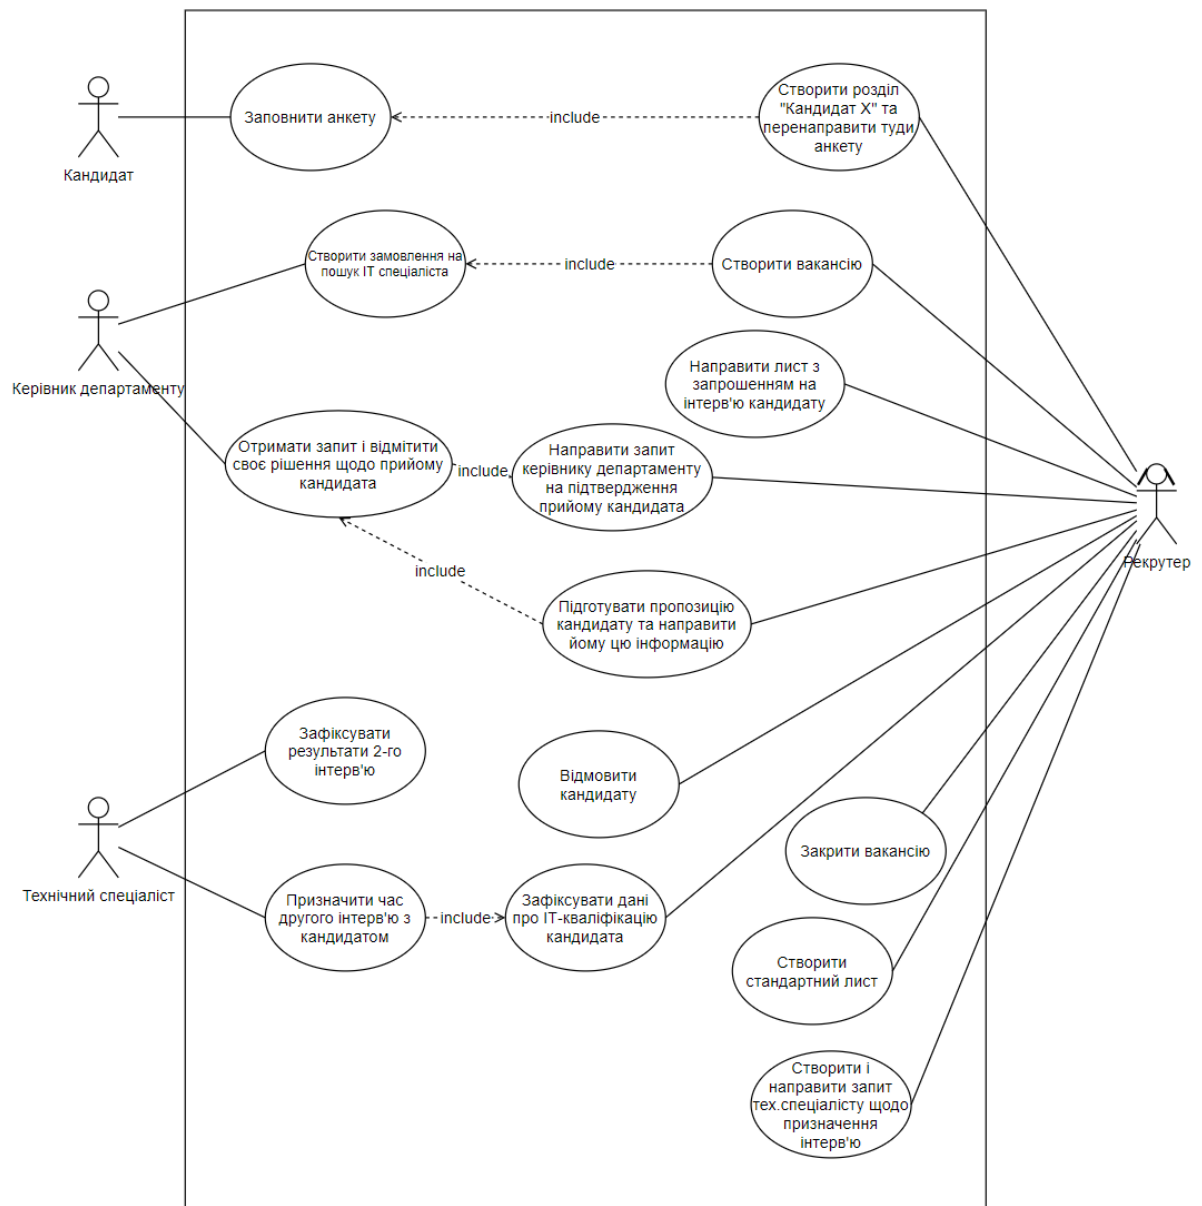 Заповнити анкету
include
Створити розділ
"Кандидат X" та
перенаправити туди
анкету
Кандидат
Створити замовлення на
пошук ІТ спеціаліста
include
Створити вакансію
Керівник департаменту
Направити лист з
запрошенням на
інтерв'ю кандидату
Отримати запит і відмітити
своє рішення щодо прийому
кандидата
include
Направити запит
керівнику департаменту
на підтвердження
прийому кандидата
Рекрутер
include
Підготувати пропозицію
кандидату та направити
йому цю інформацію
Зафіксувати
результати 2-го
інтерв'ю
Відмовити
кандидату
Технічний спеціаліст
Закрити вакансію
Призначити час
другого інтерв'ю з
кандидатом
include
Зафіксувати дані
про ІТ-кваліфікацію
кандидата
Створити
стандартний лист
Створити і
направити запит
тех.спеціалісту щодо
призначення
інтерв'ю